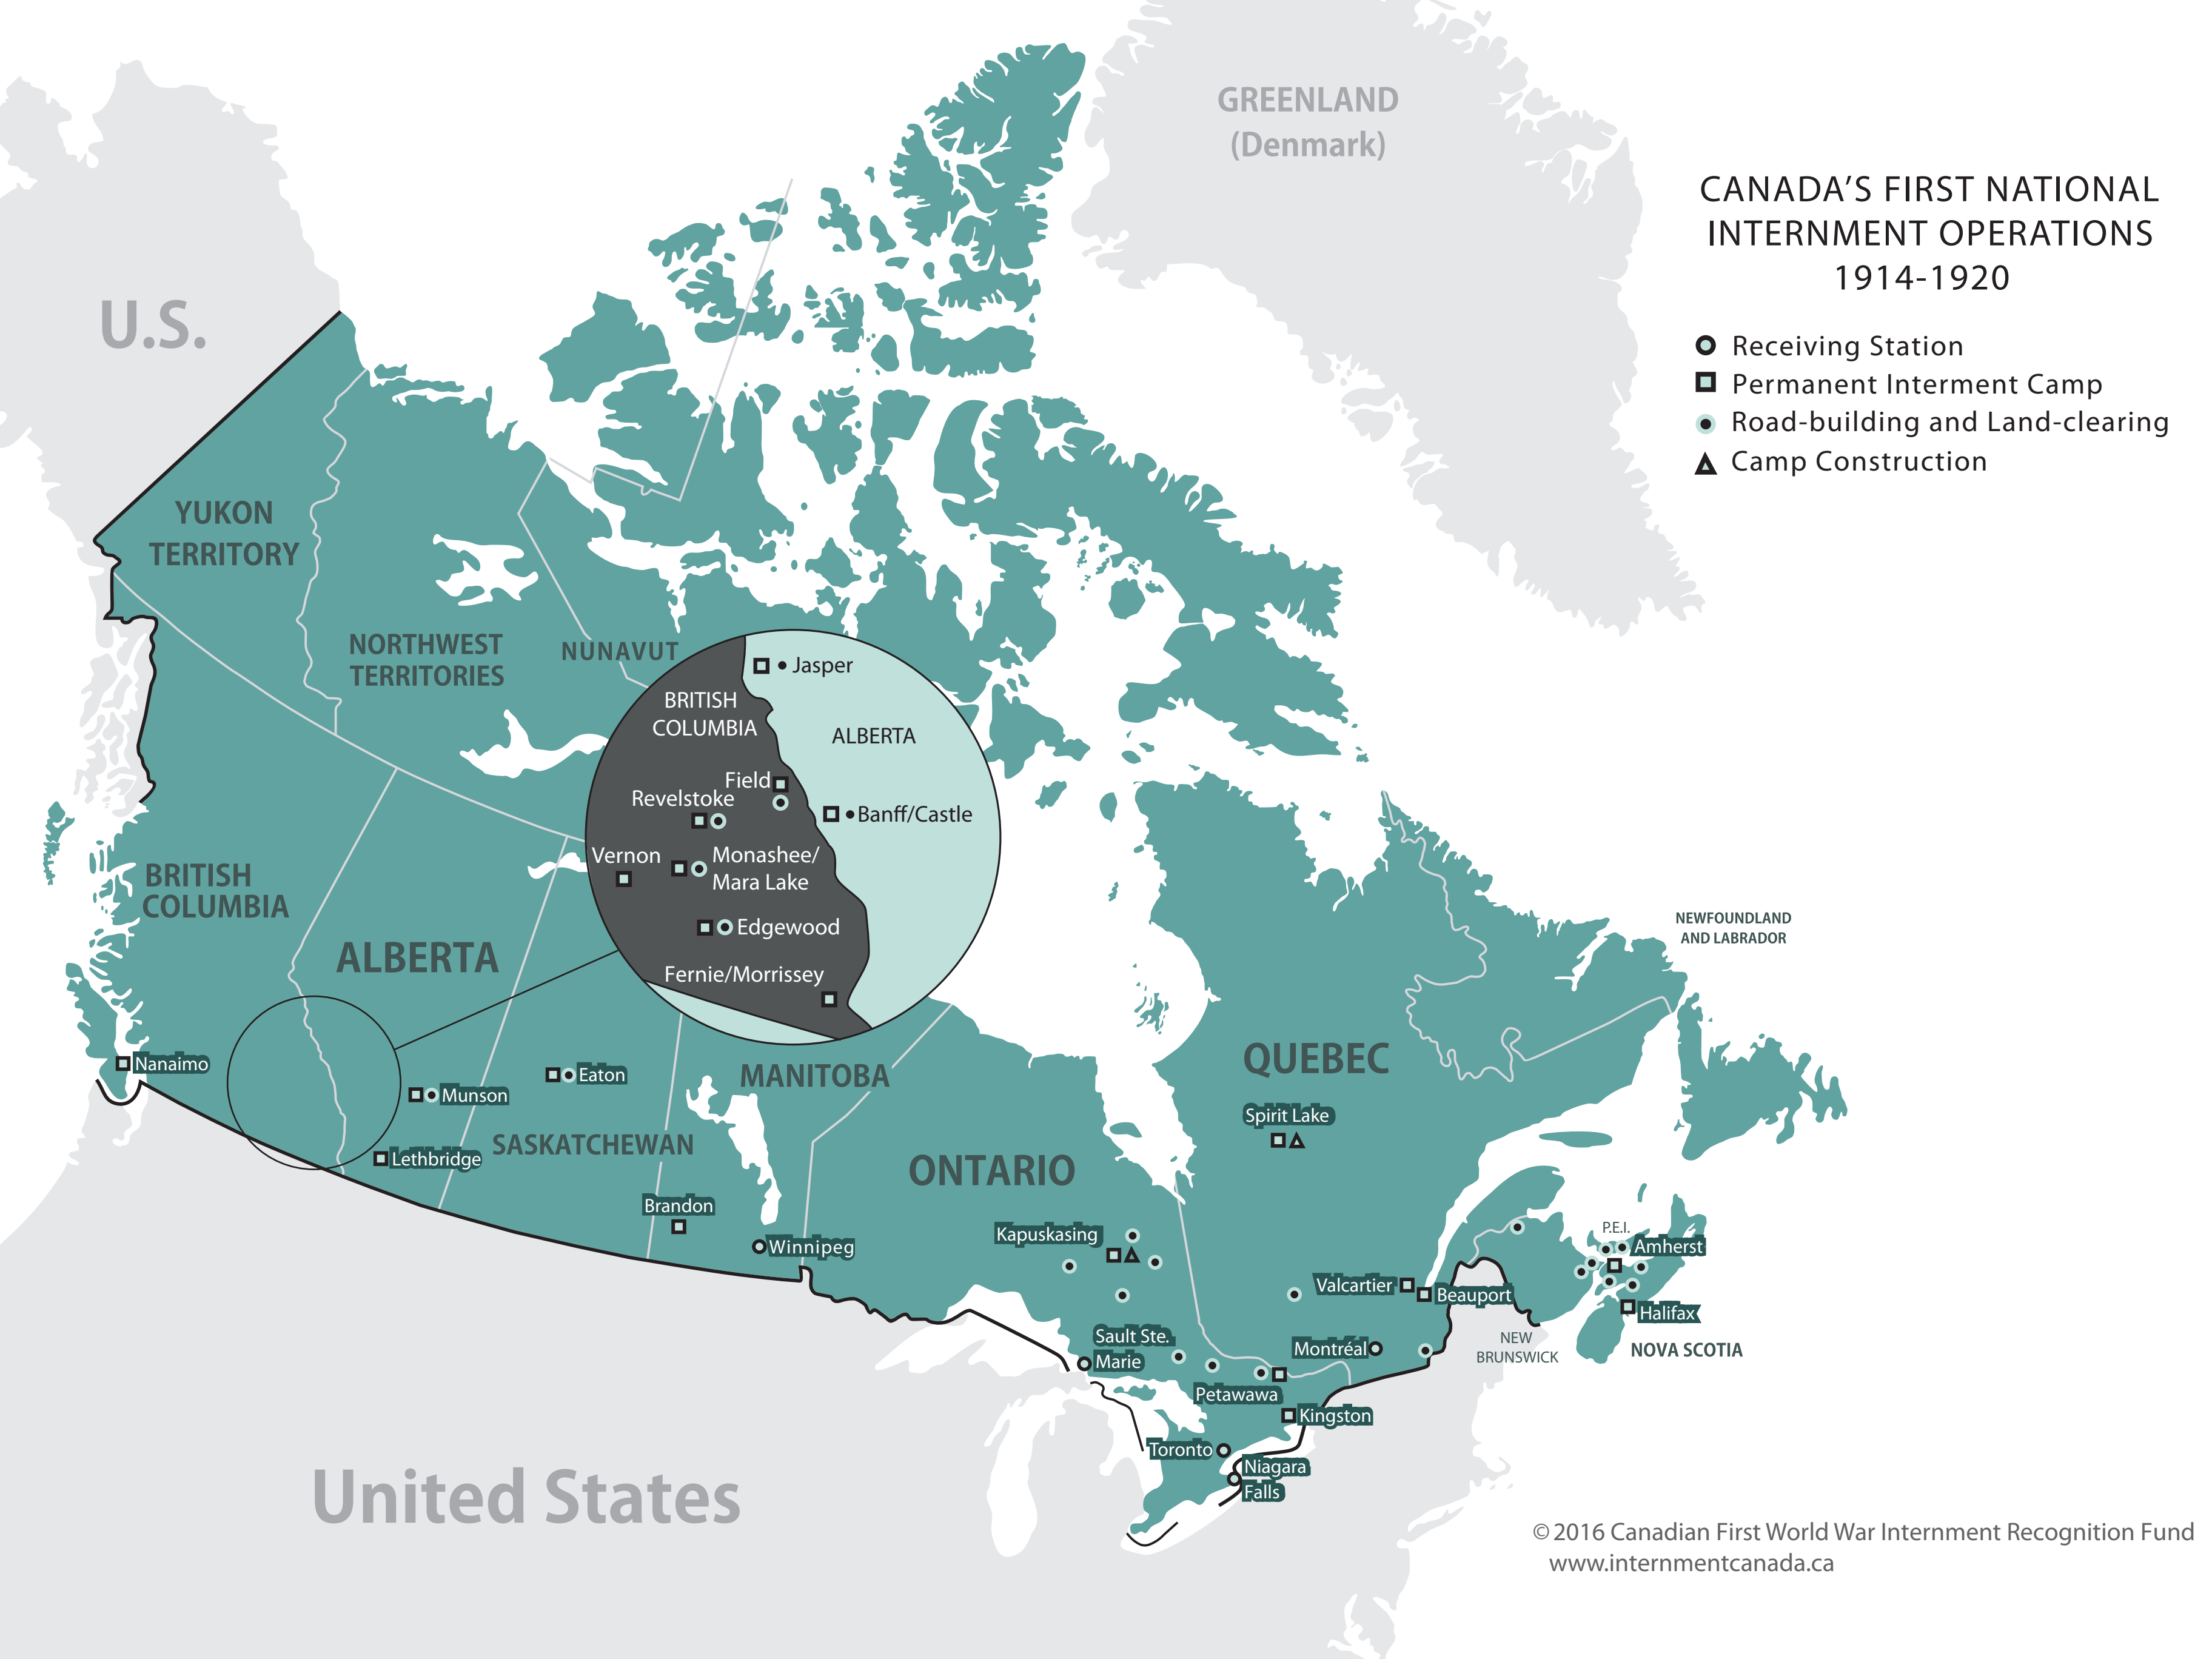 GREENLAND
(Denmark)
CANADA'S FIRST NATIONAL
INTERNMENT OPERATIONS
1914-1920
Receiving Station
Permanent Interment Camp
Road-building and Land-clearing
Camp Construction
U.S.
YUKON
TERRITORY
NORTHWEST
TERRITORIES
NUNAVUT
Jasper
BRITISH
COLUMBIA
ALBERTA
Field
Revelstoke
Banff/Castle
Vernon
Monashee/
Mara Lake
Edgewood
Fernie/Morrissey
BRITISH
COLUMBIA
ALBERTA
NEWFOUNDLAND
AND LABRADOR
Nanaimo
Munson
Eaton
MANITOBA
QUEBEC
Spirit Lake
Lethbridge
SASKATCHEWAN
ONTARIO
Brandon
Winnipeg
Kapuskasing
P.E.I.
Amherst
Valcartier
Beauport
Halifax
Sault Ste.
Marie
Montréal
NEW
BRUNSWICK
NOVA SCOTIA
Petawawa
Kingston
Toronto
Niagara
Falls
United States
© 2016 Canadian First World War Internment Recognition Fund
www.internmentcanada.ca